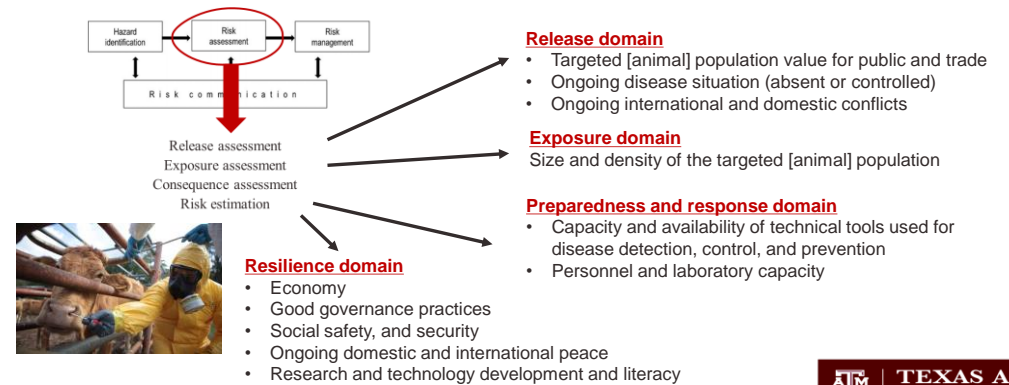 Hazard
identification
Risk
assessment
Risk
management
Risk communication
Release assessment
Exposure assessment
Consequence assessment
Risk estimation
Release domain
• Targeted [animal] population value for public and trade
• Ongoing disease situation (absent or controlled)
• Ongoing international and domestic conflicts
Exposure domain
Size and density of the targeted [animal] population
Preparedness and response domain
• Capacity and availability of technical tools used for
disease detection, control, and prevention
• Personnel and laboratory capacity
Resilience domain
• Economy
• Good governance practices
• Social safety, and security
• Ongoing domestic and international peace
• Research and technology development and literacy
ATM TEXAS A